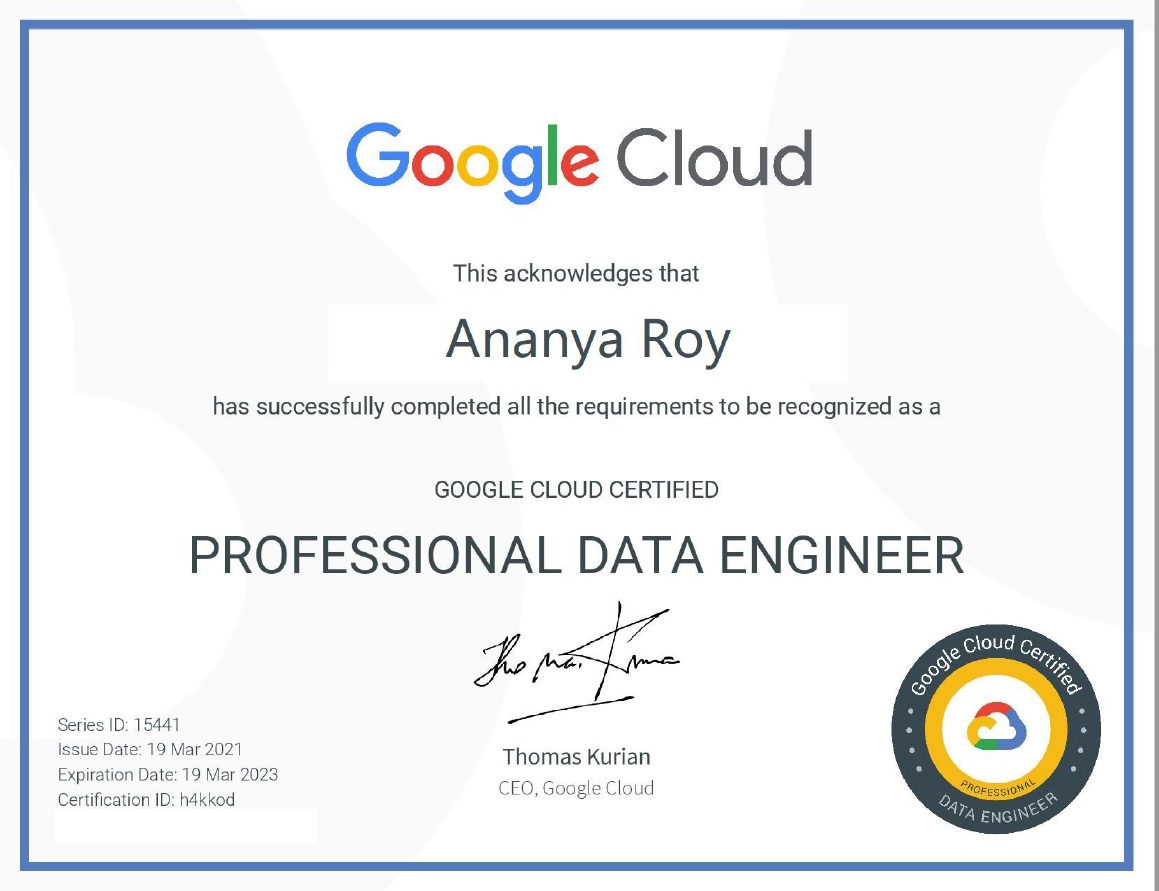 Google Cloud
This acknowledges that
Ananya Roy
has successfully completed all the requirements to be recognized as a
GOOGLE CLOUD CERTIFIED
PROFESSIONAL DATA ENGINEER
Thomas Kurian
CEO, Google Cloud
Series ID: 15441
Issue Date: 19 Mar 2021
Expiration Date: 19 Mar 2023
Certification ID: h4kkod
Google Cloud Certified
PROFESSIONAL
DATA ENGINEER